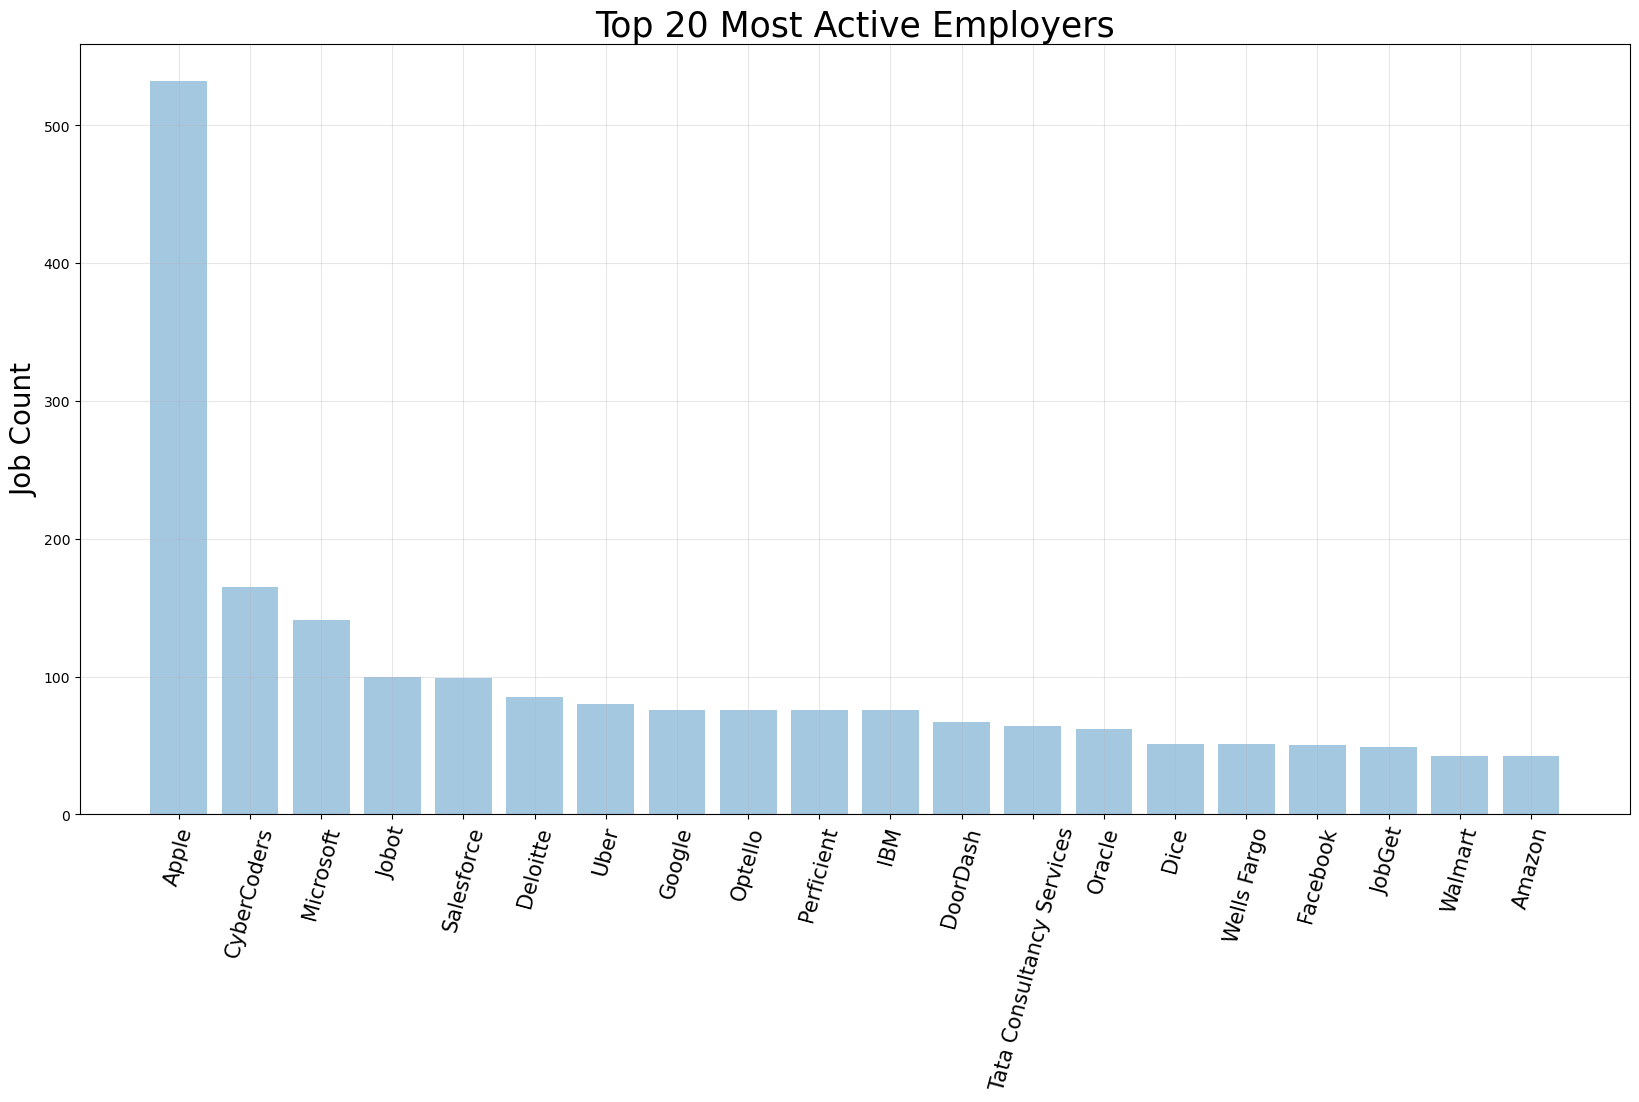 Top 20 Most Active Employers
Job Count
500
400
300
200
100
0
Apple
CyberCoders
Microsoft
Jobot
Salesforce
Deloitte
Uber
Google
Optello
Perficient
IBM
DoorDash
Tata Consultancy Services
Oracle
Dice
Wells Fargo
Facebook
JobGet
Walmart
Amazon